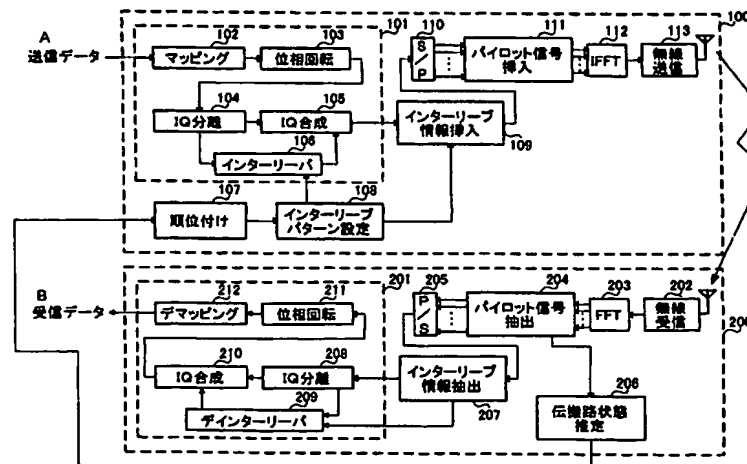 100
101
102
103
110
111
112
113
A
送信データ
マッピング
位相回転
S/P
パイロット信号
挿入
IFFT
無線
送信
104
105
IQ分離
IQ合成
106
インターリーバ
インターリーブ
情報挿入
109
107
108
順位付け
インターリーブ
パターン設定
B
受信データ
212
211
201
205
204
203
202
デマッピング
位相回転
P/S
パイロット信号
抽出
FFT
無線
受信
200
210
208
IQ合成
IQ分離
209
デインターリーバ
インターリーブ
情報抽出
207
206
伝搬路状態
推定